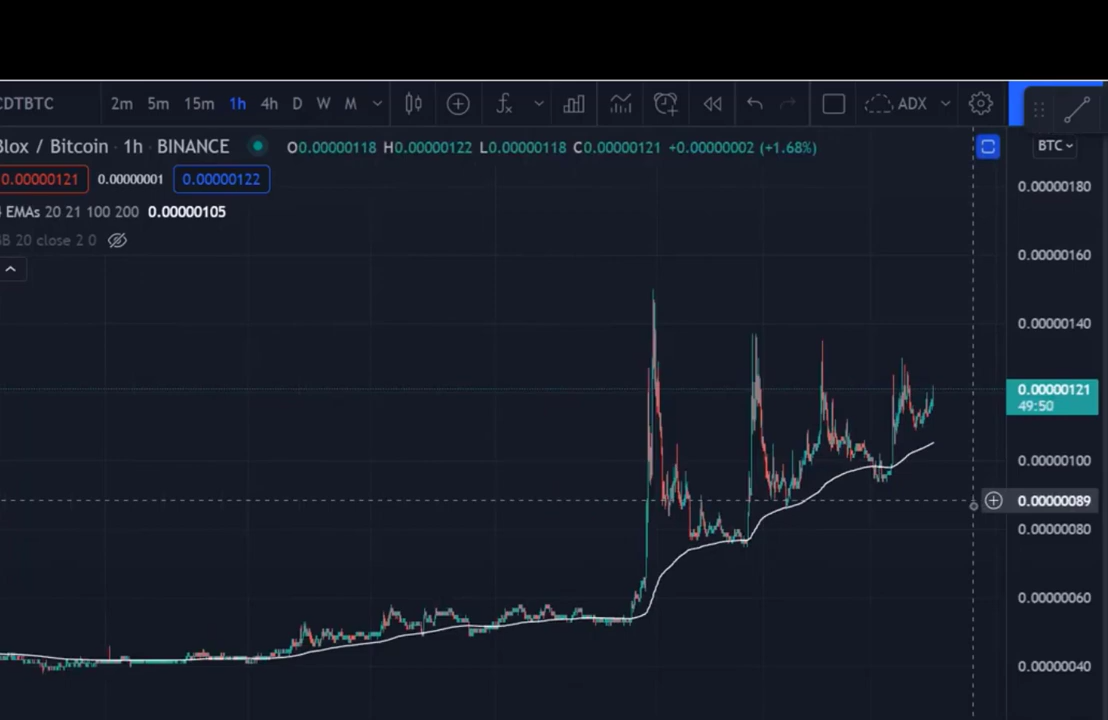 CDTBTC 2m 5m 15m 1h 4h D W M ADX
Blox / Bitcoin · 1h · BINANCE O0.00000118 H0.00000122 L0.00000118 C0.00000121 +0.00000002 (+1.68%) BTC
0.00000121 0.00000001 0.00000122
0.00000180
4 EMAs 20 21 100 200 0.00000105
BB 20 close 2 0
0.00000160
0.00000140
0.00000121
49:50
0.00000100
0.00000089
0.00000080
0.00000060
0.00000040